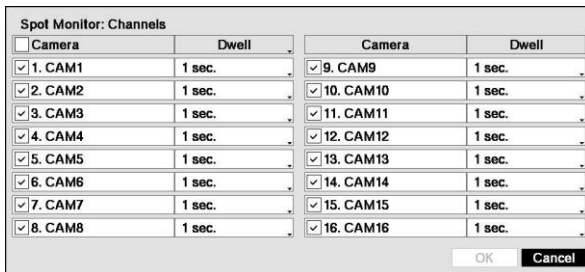 Spot Monitor: Channels
Camera Dwell Camera Dwell
1. CAM1 1 sec. 9. CAM9 1 sec.
2. CAM2 1 sec. 10. CAM10 1 sec.
3. CAM3 1 sec. 11. CAM11 1 sec.
4. CAM4 1 sec. 12. CAM12 1 sec.
5. CAM5 1 sec. 13. CAM13 1 sec.
6. CAM6 1 sec. 14. CAM14 1 sec.
7. CAM7 1 sec. 15. CAM15 1 sec.
8. CAM8 1 sec. 16. CAM16 1 sec.
OK Cancel